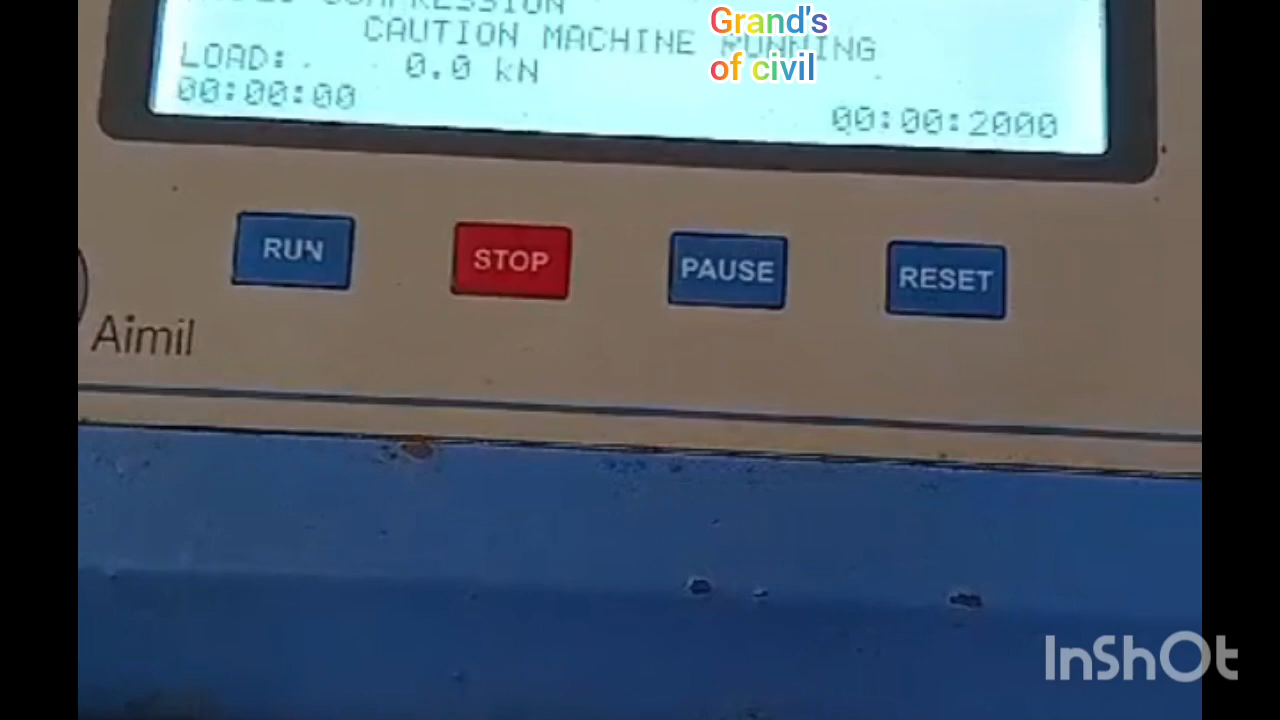 COMPRESSION
CAUTION MACHINE RUNNING
LOAD: 0.0 kN
00:00:00
00:00:2000
Grand's
of civil
RUN
STOP
PAUSE
RESET
Aimil
InShOt